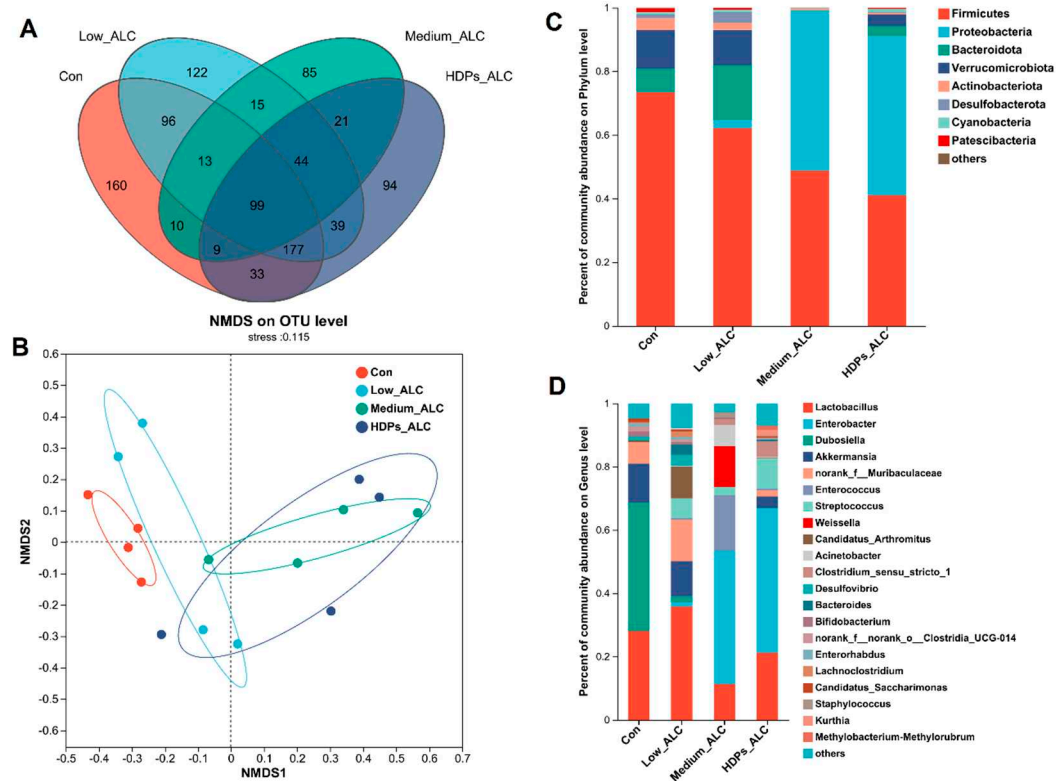 A
Low_ALC
Medium_ALC
Con
HDPs_ALC
122
85
15
96
21
13
44
160
94
99
10
39
9
177
33
NMDS on OTU level
stress :0.115
B
0.6
0.5
0.4
0.3
0.2
0.1
0
-0.1
-0.2
-0.3
-0.4
-0.5
-0.6
NMDS2
Con
Low_ALC
Medium_ALC
HDPs_ALC
-0.5 -0.4 -0.3 -0.2 -0.1 0 0.1 0.2 0.3 0.4 0.5 0.6 0.7
NMDS1
C
Percent of community abundance on Phylum level
1
0.8
0.6
0.4
0.2
0
Con
Low_ALC
Medium_ALC
HDPs_ALC
Firmicutes
Proteobacteria
Bacteroidota
Verrucomicrobiota
Actinobacteriota
Desulfobacterota
Cyanobacteria
Patescibacteria
others
D
Percent of community abundance on Genus level
1
0.8
0.6
0.4
0.2
0
Con
Low_ALC
Medium_ALC
HDPs_ALC
Lactobacillus
Enterobacter
Dubosiella
Akkermansia
norank_f__Muribaculaceae
Enterococcus
Streptococcus
Weissella
Candidatus_Arthromitus
Acinetobacter
Clostridium_sensu_stricto_1
Desulfovibrio
Bacteroides
Bifidobacterium
norank_f__norank_o__Clostridia_UCG-014
Enterorhabdus
Lachnoclostridium
Candidatus_Saccharimonas
Staphylococcus
Kurthia
Methylobacterium-Methylorubrum
others